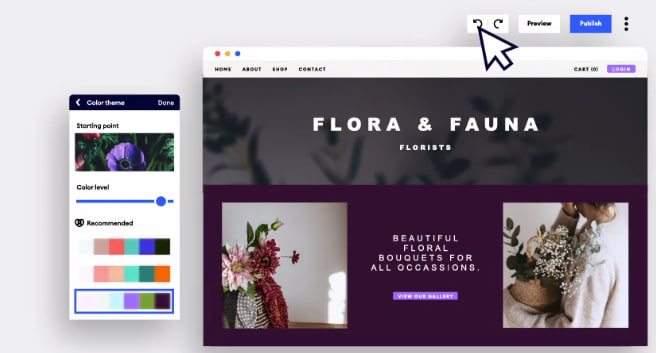 Preview
Publish
HOME
ABOUT
SHOP
CONTACT
CART (0)
LOGIN
Color theme
Done
Starting point
Color level
Recommended
FLORA & FAUNA
FLORISTS
BEAUTIFUL
FLORAL
BOUQUETS FOR
ALL OCCASSIONS.
VIEW OUR GALLERY